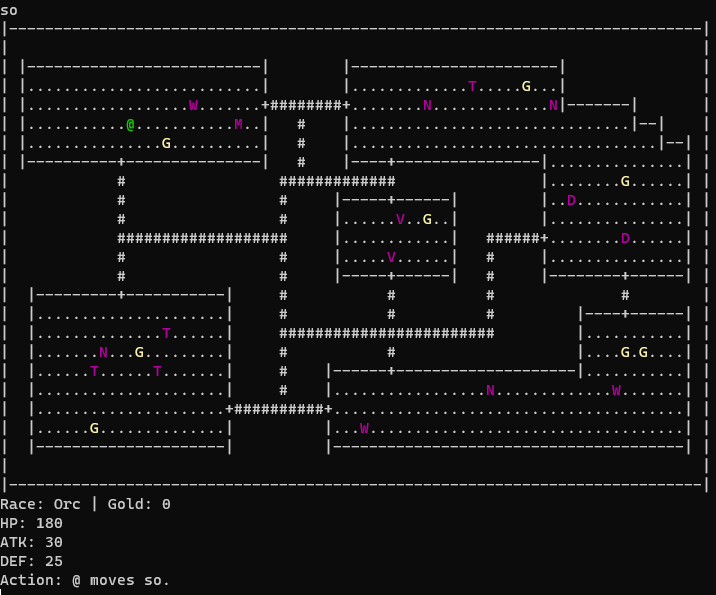 so
|-----------------------------------------------------------------------------|
|                                                                             |
| |--------------------------|        |-----------------------|               |
| |..........................|        |.............T.....G...|               |
| |..................W.......+########+........N.............N|-------|       |
| |...........@...........M..|   #    |...............................|--|    |
| |...............G..........|   #    |..................................|--| |
| |----------+---------------|   #    |----+----------------|...............| |
|            #                 #############                |........G......| |
|            #                 #     |-----+------|         |..D............| |
|            #                 #     |......V..G..|         |...............| |
|            ###################     |............|   ######+........D......| |
|            #                 #     |.....V......|   #     |...............| |
|            #                 #     |-----+------|   #     |--------+------| |
|  |---------+-----------|     #           #          #              #        |
|  |.....................|     #           #          #         |----+------| |
|  |..............T......|     ########################         |...........| |
|  |.......N...G.........|     #           #                    |....G.G....| |
|  |......T......T.......|     #    |------+--------------------|...........| |
|  |.....................|     #    |.................N.............W.......| |
|  |.....................+##########+.......................................| |
|  |......G..............|          |...W...................................| |
|  |---------------------|          |---------------------------------------| |
|                                                                             |
|-----------------------------------------------------------------------------|
Race: Orc | Gold: 0
HP: 180
ATK: 30
DEF: 25
Action: @ moves so.